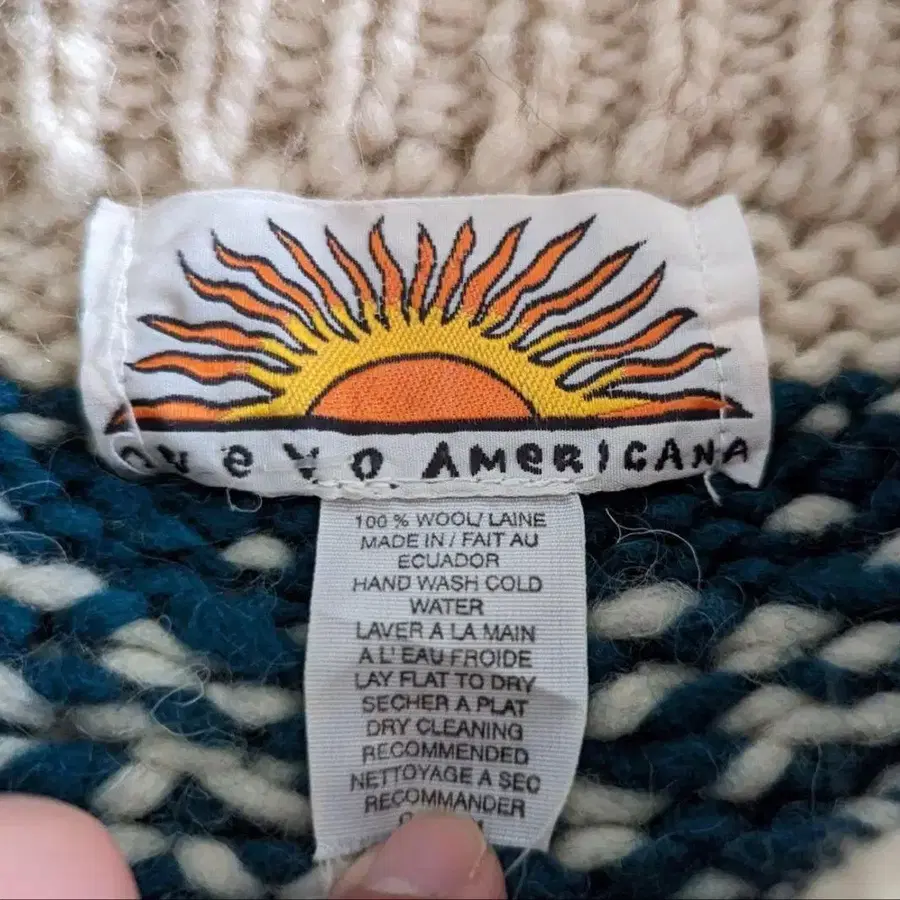 AMERICANA
100 % WOOL/ LAINE
MADE IN / FAIT AU
ECUADOR
HAND WASH COLD
WATER
LAVER A LA MAIN
A L' EAU FROIDE
LAY FLAT TO DRY
SECHER A PLAT
DRY CLEANING
RECOMMENDED
NETTOYAGE A SEC
RECOMMANDER